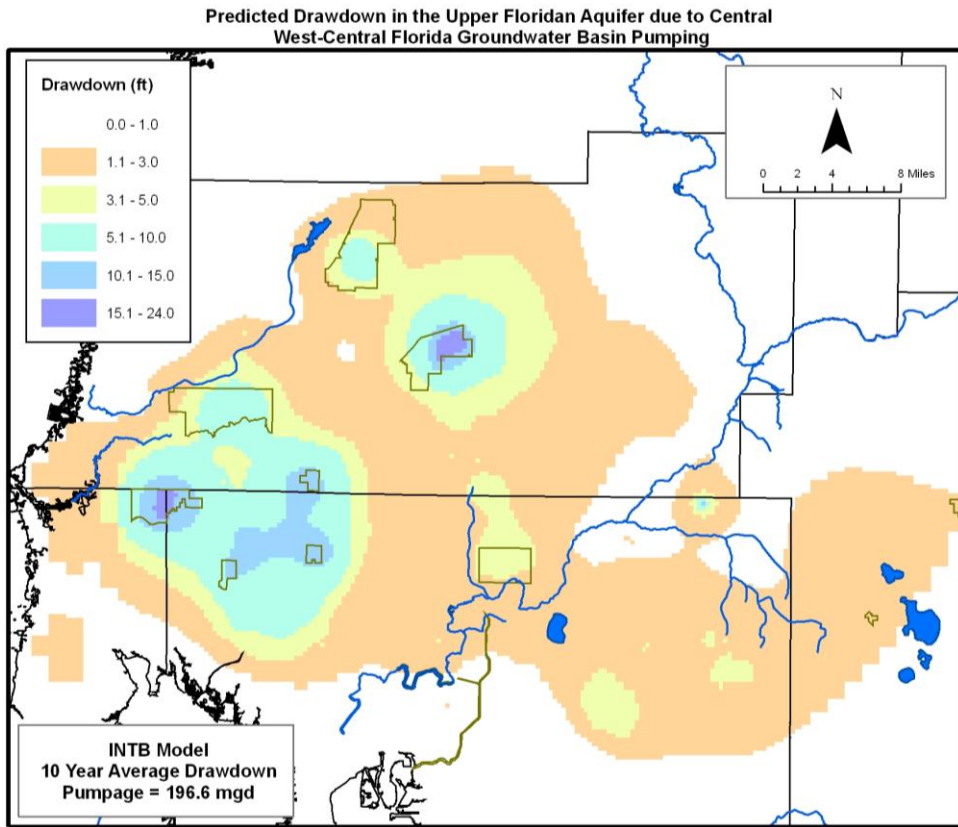 Predicted Drawdown in the Upper Floridan Aquifer due to Central
West-Central Florida Groundwater Basin Pumping
Drawdown (ft)
0.0 - 1.0
1.1 - 3.0
3.1 - 5.0
5.1 - 10.0
10.1 - 15.0
15.1 - 24.0
N
0 2 4 8 Miles
INTB Model
10 Year Average Drawdown
Pumpage = 196.6 mgd